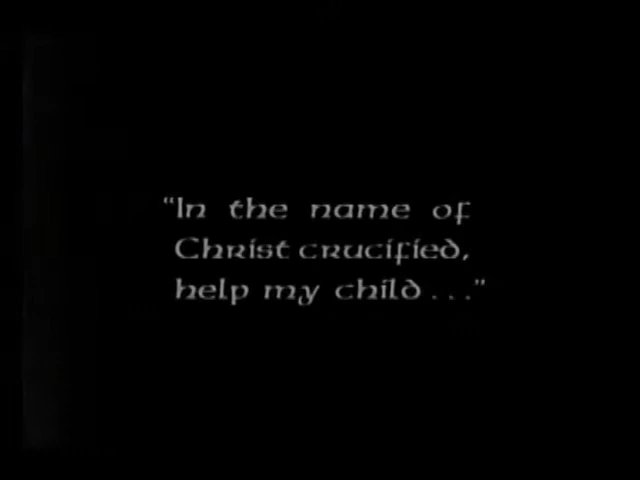 "In the name of
Christ crucified,
help my child..."